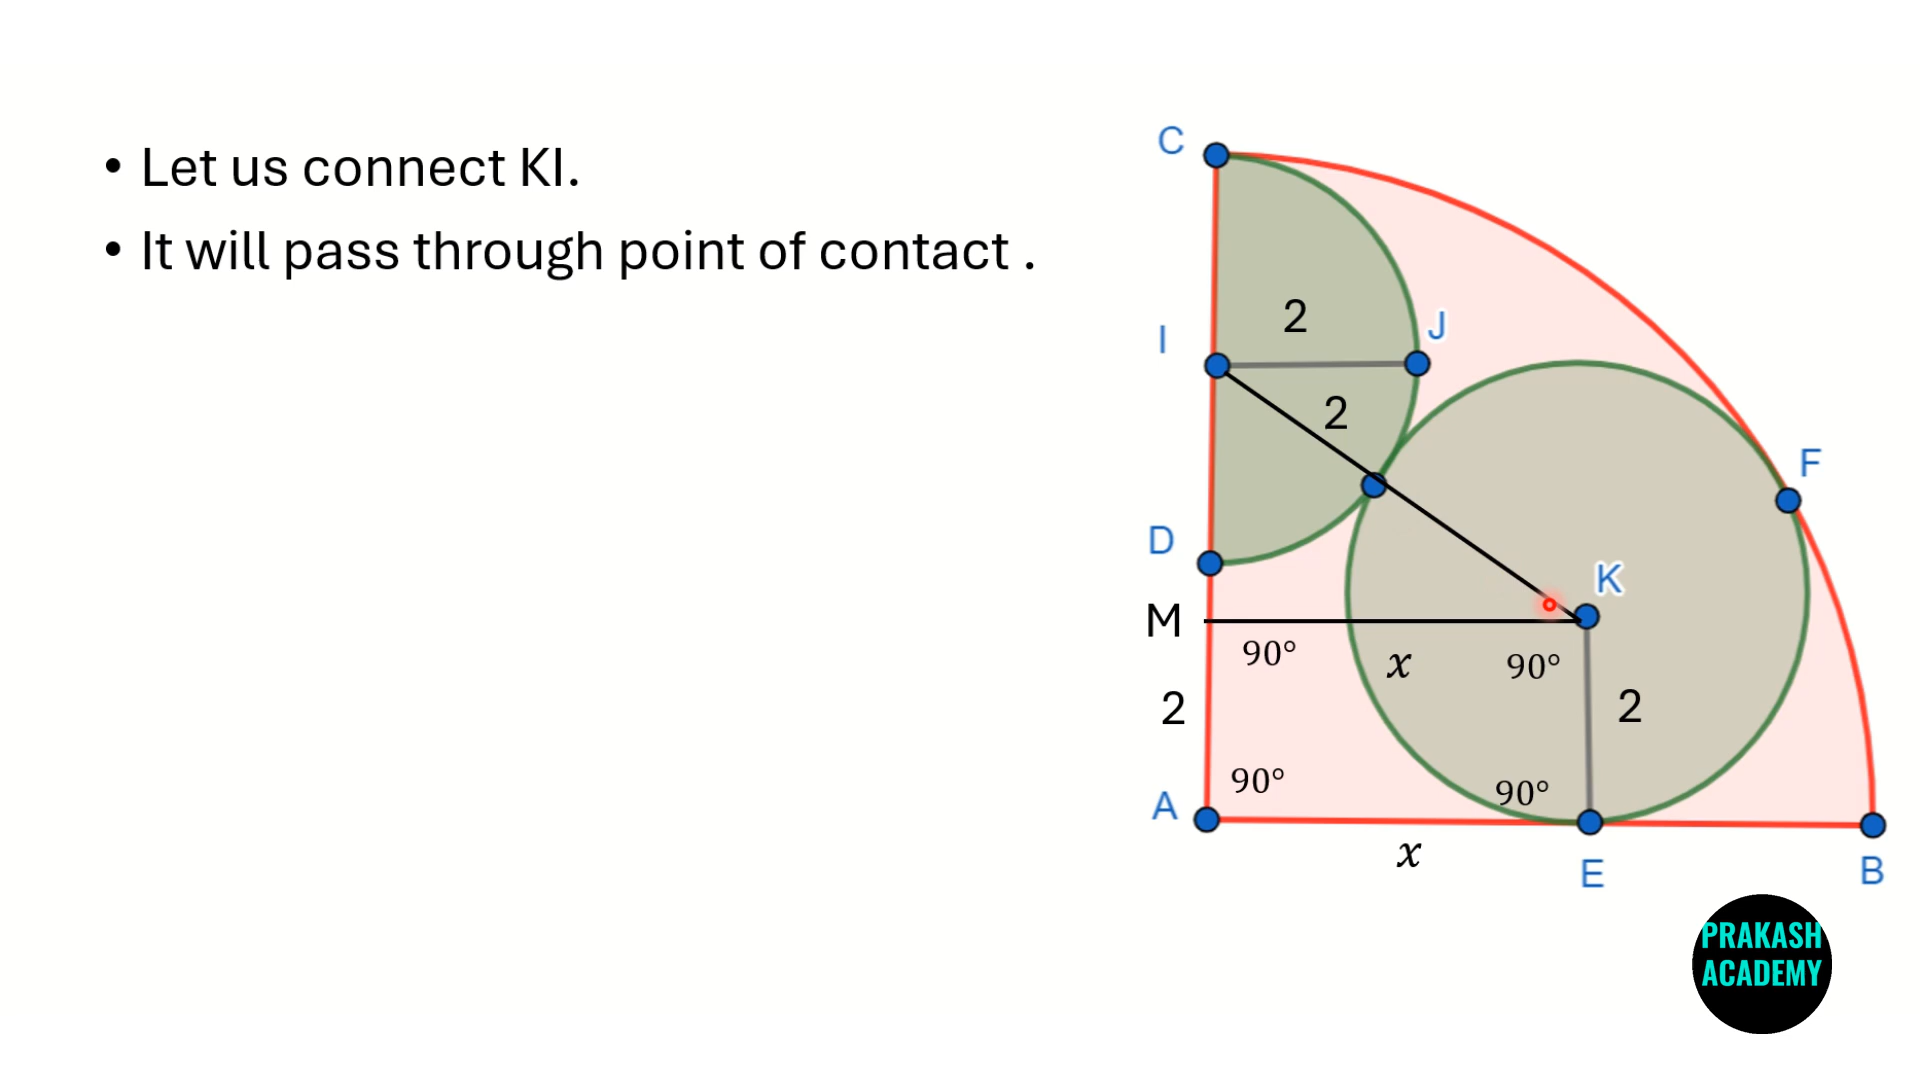 • Let us connect KI.
• It will pass through point of contact .
C
2
J
I
2
F
D
K
M
90°
x
90°
2
2
90°
90°
A
x
E
B
PRAKASH
ACADEMY